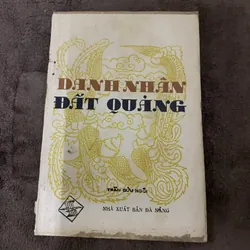 DANH NHÂN
ĐẤT QUẢNG
NHÀ XUẤT BẢN ĐÀ NẴNG